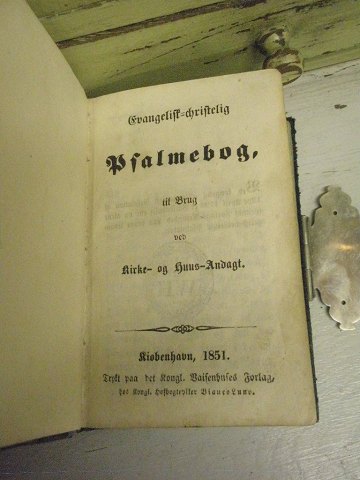 Evangelisk=christelig
Psalmebog,
til Brug
ved
Kirke- og Huus-Andagt.
Kiøbenhavn, 1851.
Trykt paa det Kongl. Vaisenhuses Forlag,
hos Kongl. Hofbogtrykker Bianco Luno.